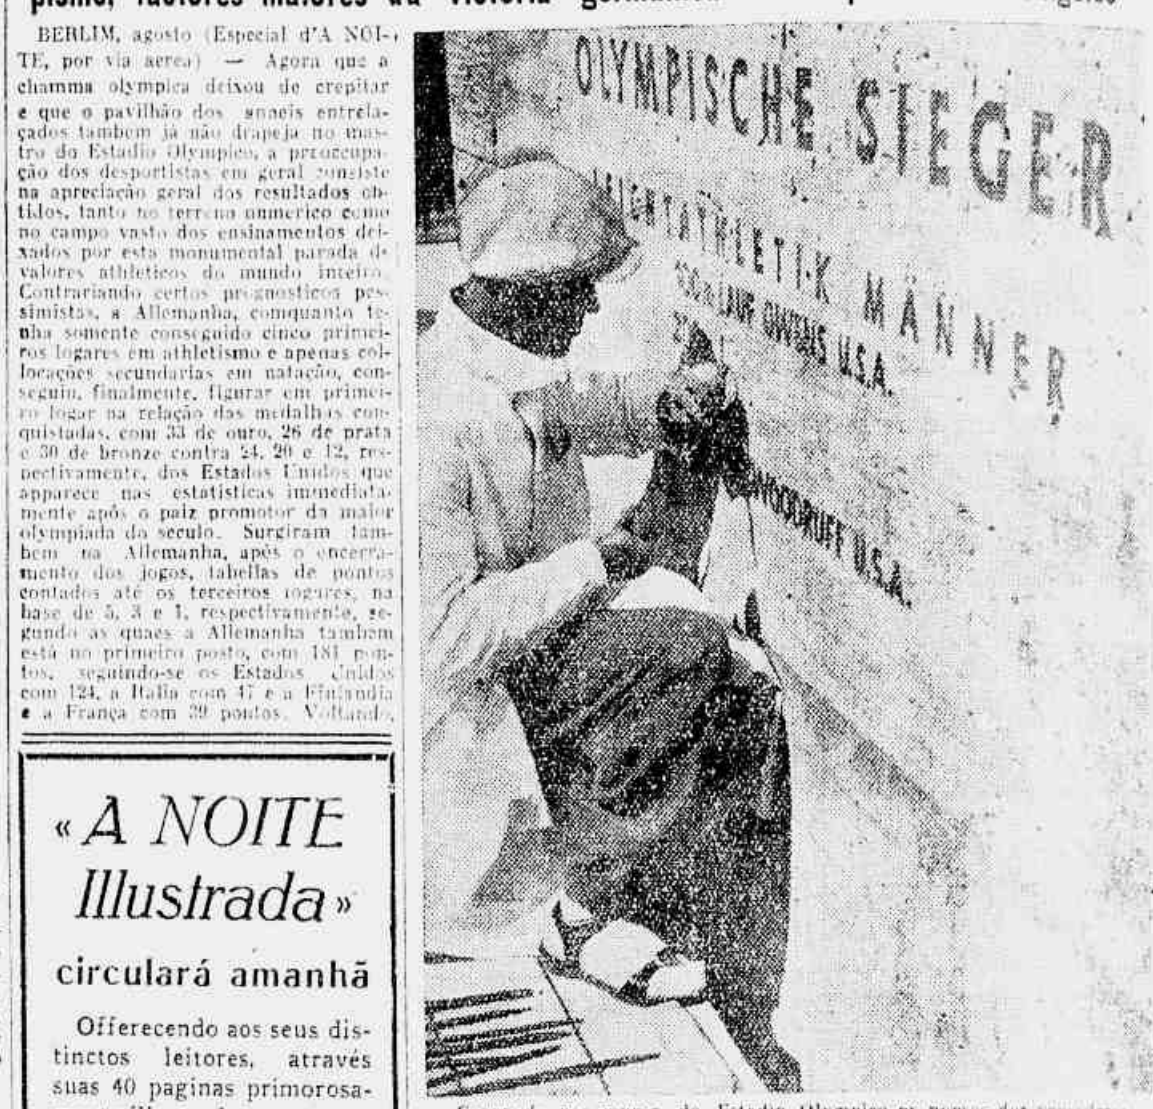 victoria
BERLIM, agosto (Especial d'A NOI-
TE, por via aerea) — Agora que a
chamma olympica deixou de crepitar
e que o pavilhão dos anneis entrela-
çados tambem já não drapeja no mas-
tro do Estadio Olympico, a preoccupa-
ção dos desportistas em geral consiste
na apreciação geral dos resultados ob-
tidos, tanto no terreno numerico como
no campo vasto dos ensinamentos dei-
xados por esta monumental parada de
valores athleticos do mundo inteiro.
Contrariando certos prognosticos pes-
simistas, a Allemanha, comquanto te-
nha somente conseguido cinco primei-
ros logares em athletismo e apenas col-
locações secundarias em natação, con-
seguiu, finalmente, figurar em primei-
ro logar na relação das medalhas con-
quistadas, com 33 de ouro, 26 de prata
e 30 de bronze contra 24, 20 e 12, res-
pectivamente, dos Estados Unidos que
apparece nas estatisticas immediata-
mente após o paiz promotor da maior
olympiada do seculo. Surgiram tam-
bem na Allemanha, após o encerra-
mento dos jogos, tabellas de pontos
contados até os terceiros logares, na
base de 5, 3 e 1, respectivamente, se-
gundo as quaes a Allemanha tambem
está no primeiro posto, com 181 pon-
tos, seguindo-se os Estados Unidos
com 124, a Italia com 47 e a Finlandia
e a França com 39 pontos. Voltando,
« A NOITE
Illustrada »
circulará amanhã
Offerecendo aos seus dis-
tinctos leitores, através
suas 40 paginas primorosa-
OLYMPISCHE SIEGER
LEICHTATHLETIK MÄNNER
LAUF OWENS U.S.A.
WOODRUFF U.S.A.